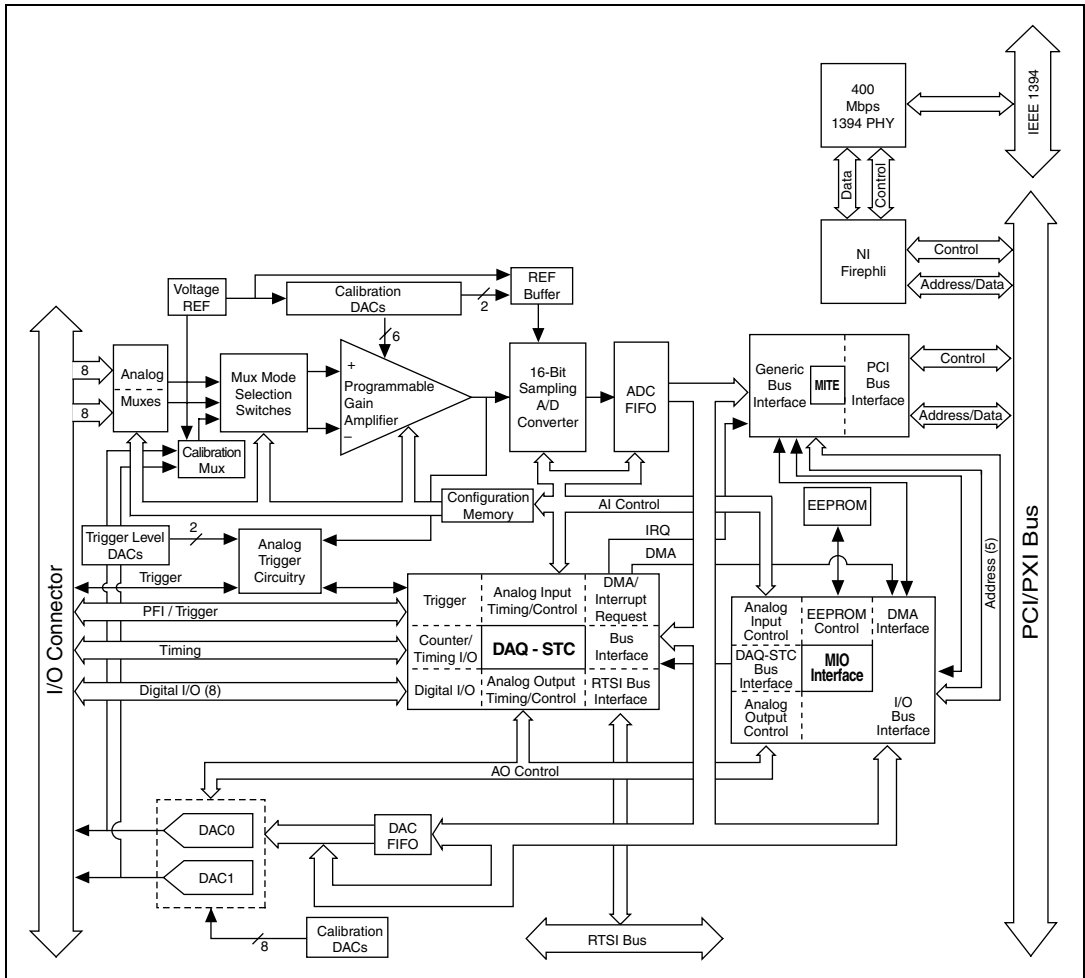 400
Mbps
1394 PHY
IEEE 1394
Data
Control
NI
Firephli
Control
Address/Data
Voltage
REF
Calibration
DACs
2
REF
Buffer
6
8
8
Analog
Muxes
Mux Mode
Selection
Switches
+
Programmable
Gain
Amplifier
–
16-Bit
Sampling
A/D
Converter
ADC
FIFO
Generic
Bus
Interface
MITE
PCI
Bus
Interface
Control
Address/Data
Calibration
Mux
Configuration
Memory
AI Control
EEPROM
Trigger Level
DACs
2
Analog
Trigger
Circuitry
IRQ
DMA
Address (5)
PCI/PXI Bus
I/O Connector
Trigger
PFI / Trigger
Timing
Digital I/O (8)
Trigger
Analog Input
Timing/Control
DMA/
Interrupt
Request
Counter/
Timing I/O
DAQ - STC
Bus
Interface
Digital I/O
Analog Output
Timing/Control
RTSI Bus
Interface
Analog
Input
Control
EEPROM
Control
DMA
Interface
DAQ-STC
Bus
Interface
MIO
Interface
Analog
Output
Control
I/O
Bus
Interface
AO Control
DAC0
DAC
FIFO
DAC1
8
Calibration
DACs
RTSI Bus